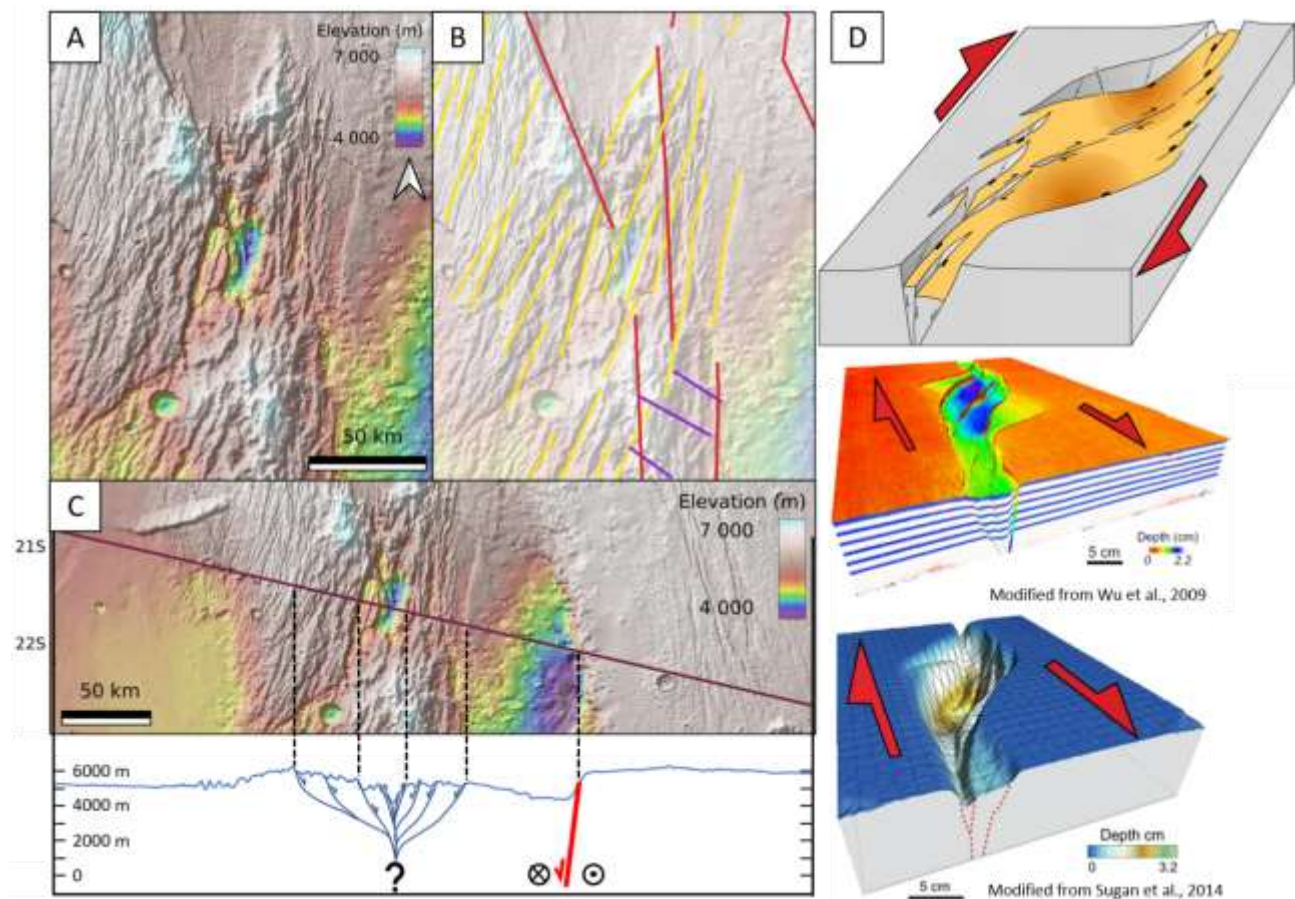 A
Elevation (m)
7 000
4 000
50 km
B
D
C
Elevation (m)
7 000
4 000
21S
22S
50 km
6000 m
4000 m
2000 m
0
?
5 cm
Depth (cm)
0
2.2
Modified from Wu et al., 2009
Depth cm
0
3.2
5 cm
Modified from Sugan et al., 2014